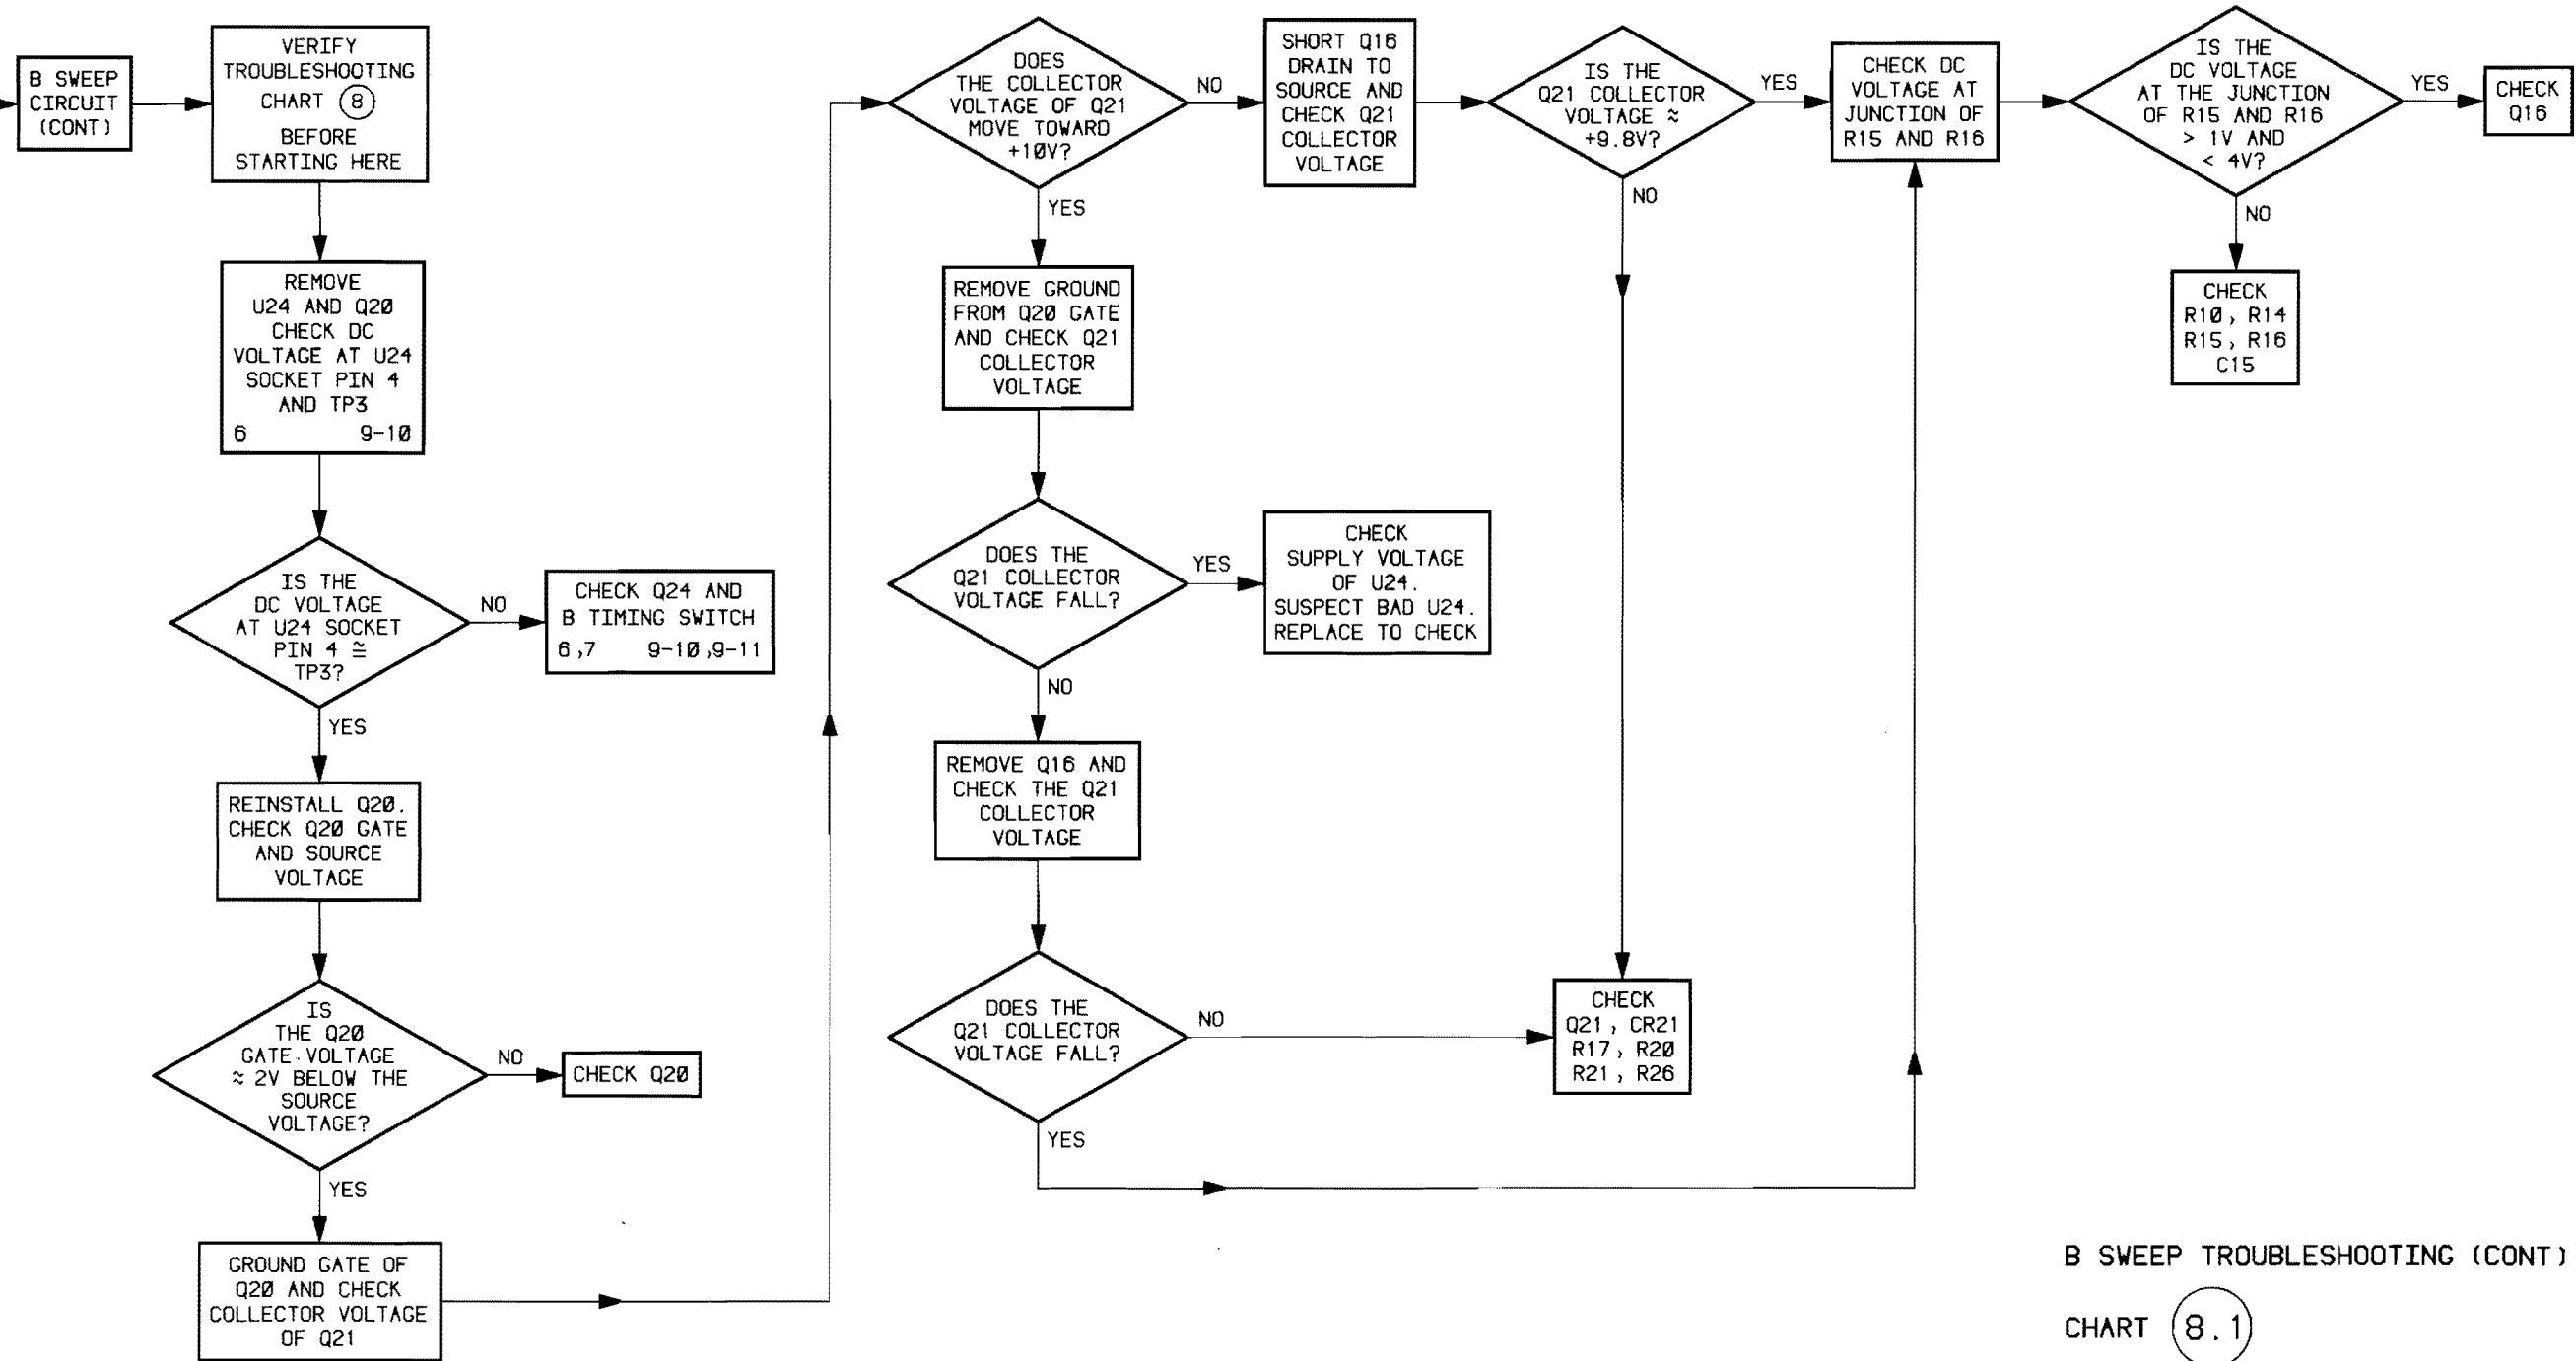 B SWEEP
CIRCUIT
(CONT)
VERIFY
TROUBLESHOOTING
CHART 8
BEFORE
STARTING HERE
REMOVE
U24 AND Q20
CHECK DC
VOLTAGE AT U24
SOCKET PIN 4
AND TP3
6 9-10
IS THE
DC VOLTAGE
AT U24 SOCKET
PIN 4 ≅
TP3?
NO
CHECK Q24 AND
B TIMING SWITCH
6,7 9-10,9-11
YES
REINSTALL Q20.
CHECK Q20 GATE
AND SOURCE
VOLTAGE
IS
THE Q20
GATE VOLTAGE
≈ 2V BELOW THE
SOURCE
VOLTAGE?
NO
CHECK Q20
YES
GROUND GATE OF
Q20 AND CHECK
COLLECTOR VOLTAGE
OF Q21
DOES
THE COLLECTOR
VOLTAGE OF Q21
MOVE TOWARD
+10V?
NO
YES
REMOVE GROUND
FROM Q20 GATE
AND CHECK Q21
COLLECTOR
VOLTAGE
DOES THE
Q21 COLLECTOR
VOLTAGE FALL?
YES
CHECK
SUPPLY VOLTAGE
OF U24.
SUSPECT BAD U24.
REPLACE TO CHECK
NO
REMOVE Q16 AND
CHECK THE Q21
COLLECTOR
VOLTAGE
DOES THE
Q21 COLLECTOR
VOLTAGE FALL?
NO
YES
SHORT Q16
DRAIN TO
SOURCE AND
CHECK Q21
COLLECTOR
VOLTAGE
IS THE
Q21 COLLECTOR
VOLTAGE ≈
+9.8V?
YES
NO
CHECK
Q21, CR21
R17, R20
R21, R26
CHECK DC
VOLTAGE AT
JUNCTION OF
R15 AND R16
IS THE
DC VOLTAGE
AT THE JUNCTION
OF R15 AND R16
> 1V AND
< 4V?
YES
CHECK
Q16
NO
CHECK
R10, R14
R15, R16
C15
B SWEEP TROUBLESHOOTING (CONT)
CHART 8.1